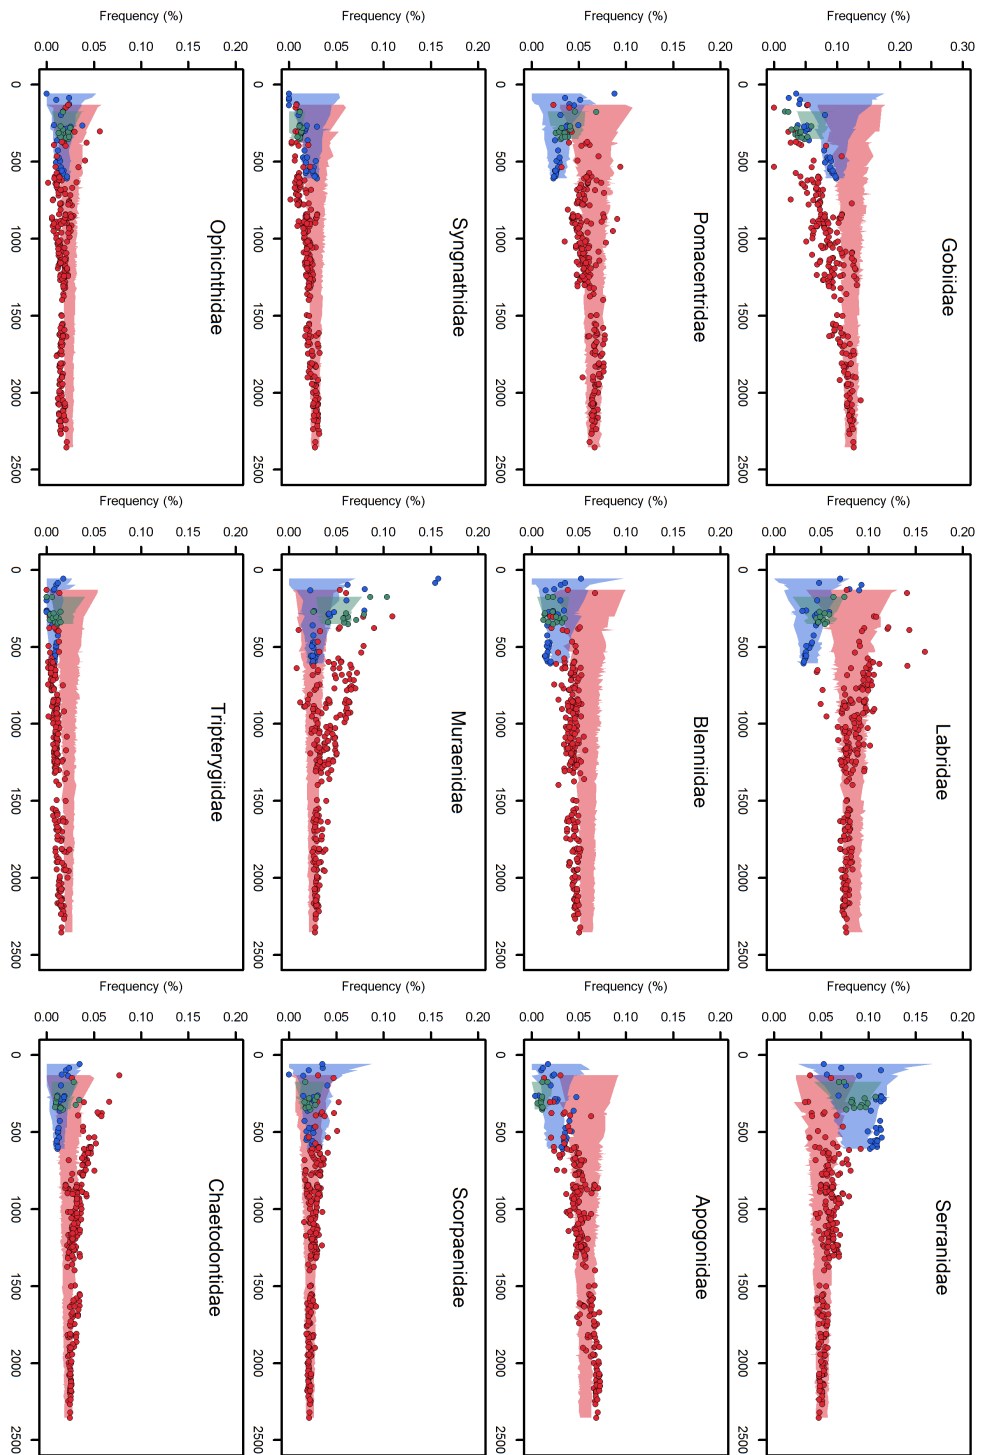 Frequency (%)
0.00 0.10 0.20 0.30
Gobiidae
0 500 1000 1500 2000 2500
Frequency (%)
0.00 0.05 0.10 0.15 0.20
Labridae
0 500 1000 1500 2000 2500
Frequency (%)
0.00 0.05 0.10 0.15 0.20
Serranidae
0 500 1000 1500 2000 2500
Frequency (%)
0.00 0.05 0.10 0.15 0.20
Pomacentridae
0 500 1000 1500 2000 2500
Frequency (%)
0.00 0.05 0.10 0.15 0.20
Blenniidae
0 500 1000 1500 2000 2500
Frequency (%)
0.00 0.05 0.10 0.15 0.20
Apogonidae
0 500 1000 1500 2000 2500
Frequency (%)
0.00 0.05 0.10 0.15 0.20
Syngnathidae
0 500 1000 1500 2000 2500
Frequency (%)
0.00 0.05 0.10 0.15 0.20
Muraenidae
0 500 1000 1500 2000 2500
Frequency (%)
0.00 0.05 0.10 0.15 0.20
Scorpaenidae
0 500 1000 1500 2000 2500
Frequency (%)
0.00 0.05 0.10 0.15 0.20
Ophichthidae
0 500 1000 1500 2000 2500
Frequency (%)
0.00 0.05 0.10 0.15 0.20
Tripterygiidae
0 500 1000 1500 2000 2500
Frequency (%)
0.00 0.05 0.10 0.15 0.20
Chaetodontidae
0 500 1000 1500 2000 2500